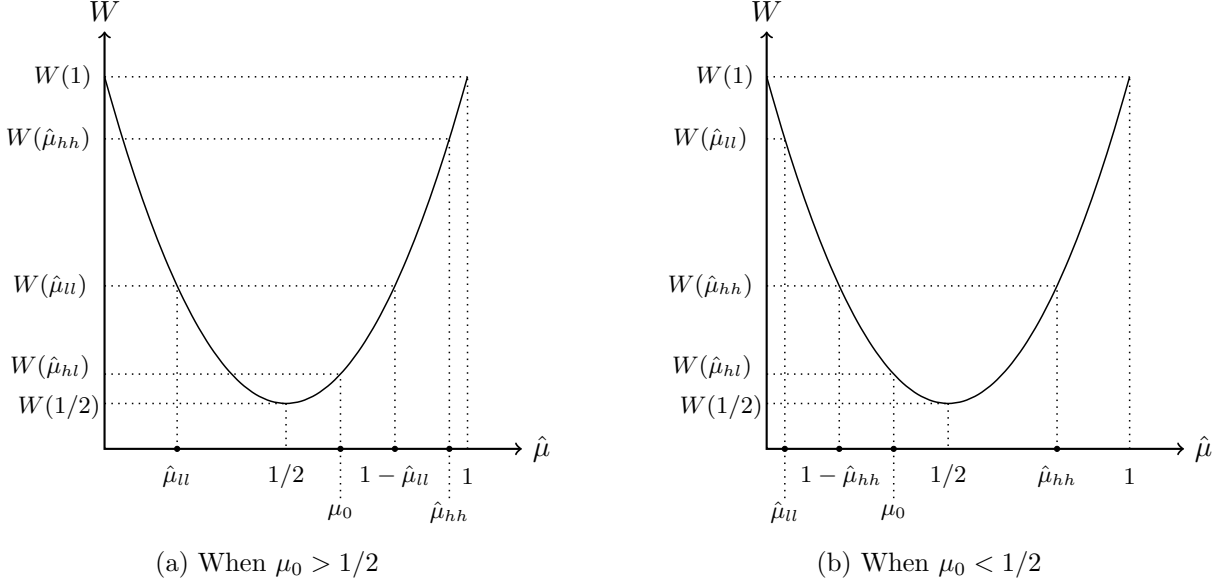 W
W(1)
W(μ̂_hh)
W(μ̂_ll)
W(μ̂_hl)
W(1/2)
μ̂_ll 1/2 1 − μ̂_ll 1 μ̂
μ_0 μ̂_hh
(a) When μ_0 > 1/2
W
W(1)
W(μ̂_ll)
W(μ̂_hh)
W(μ̂_hl)
W(1/2)
1 − μ̂_hh 1/2 μ̂_hh 1 μ̂
μ̂_ll μ_0
(b) When μ_0 < 1/2